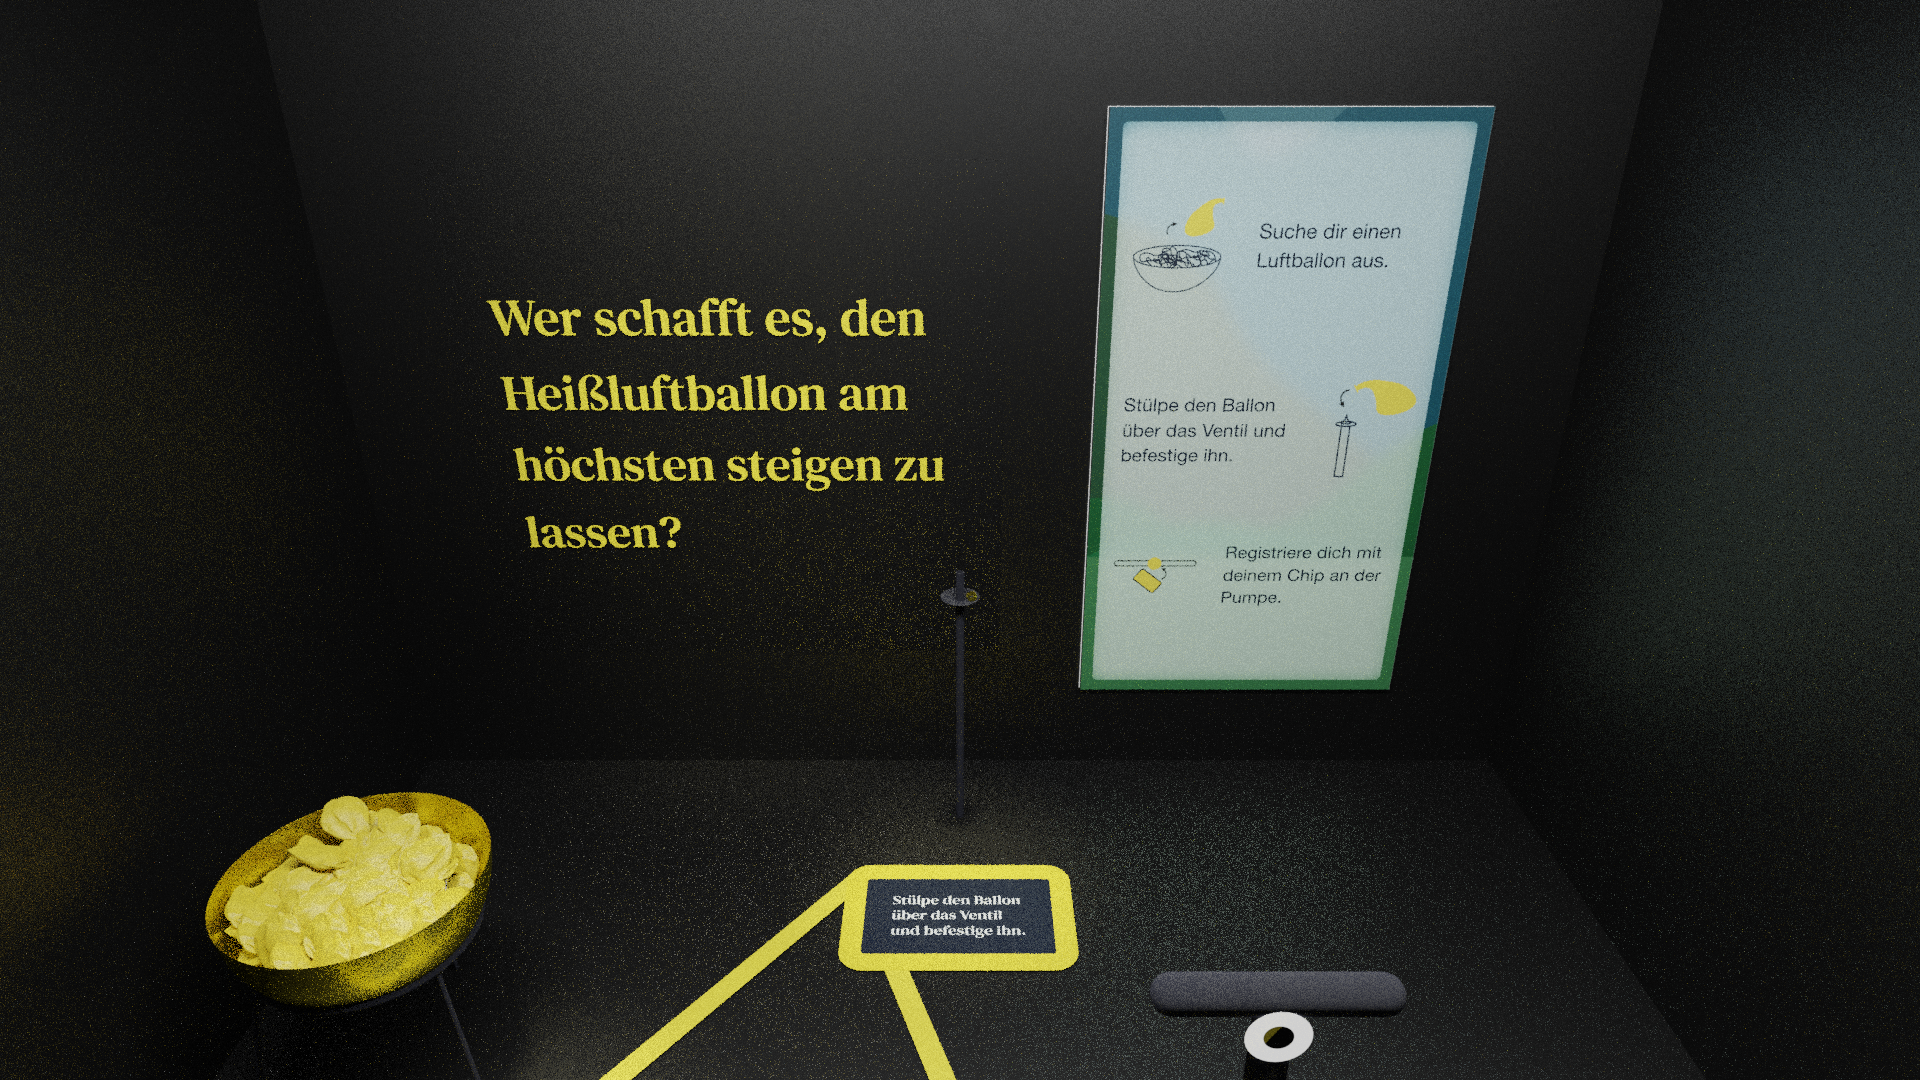 Wer schafft es, den
Heißluftballon am
höchsten steigen zu
lassen?
Suche dir einen
Luftballon aus.
Stülpe den Ballon
über das Ventil und
befestige ihn.
Registriere dich mit
deinem Chip an der
Pumpe.
Stülpe den Ballon
über das Ventil
und befestige ihn.